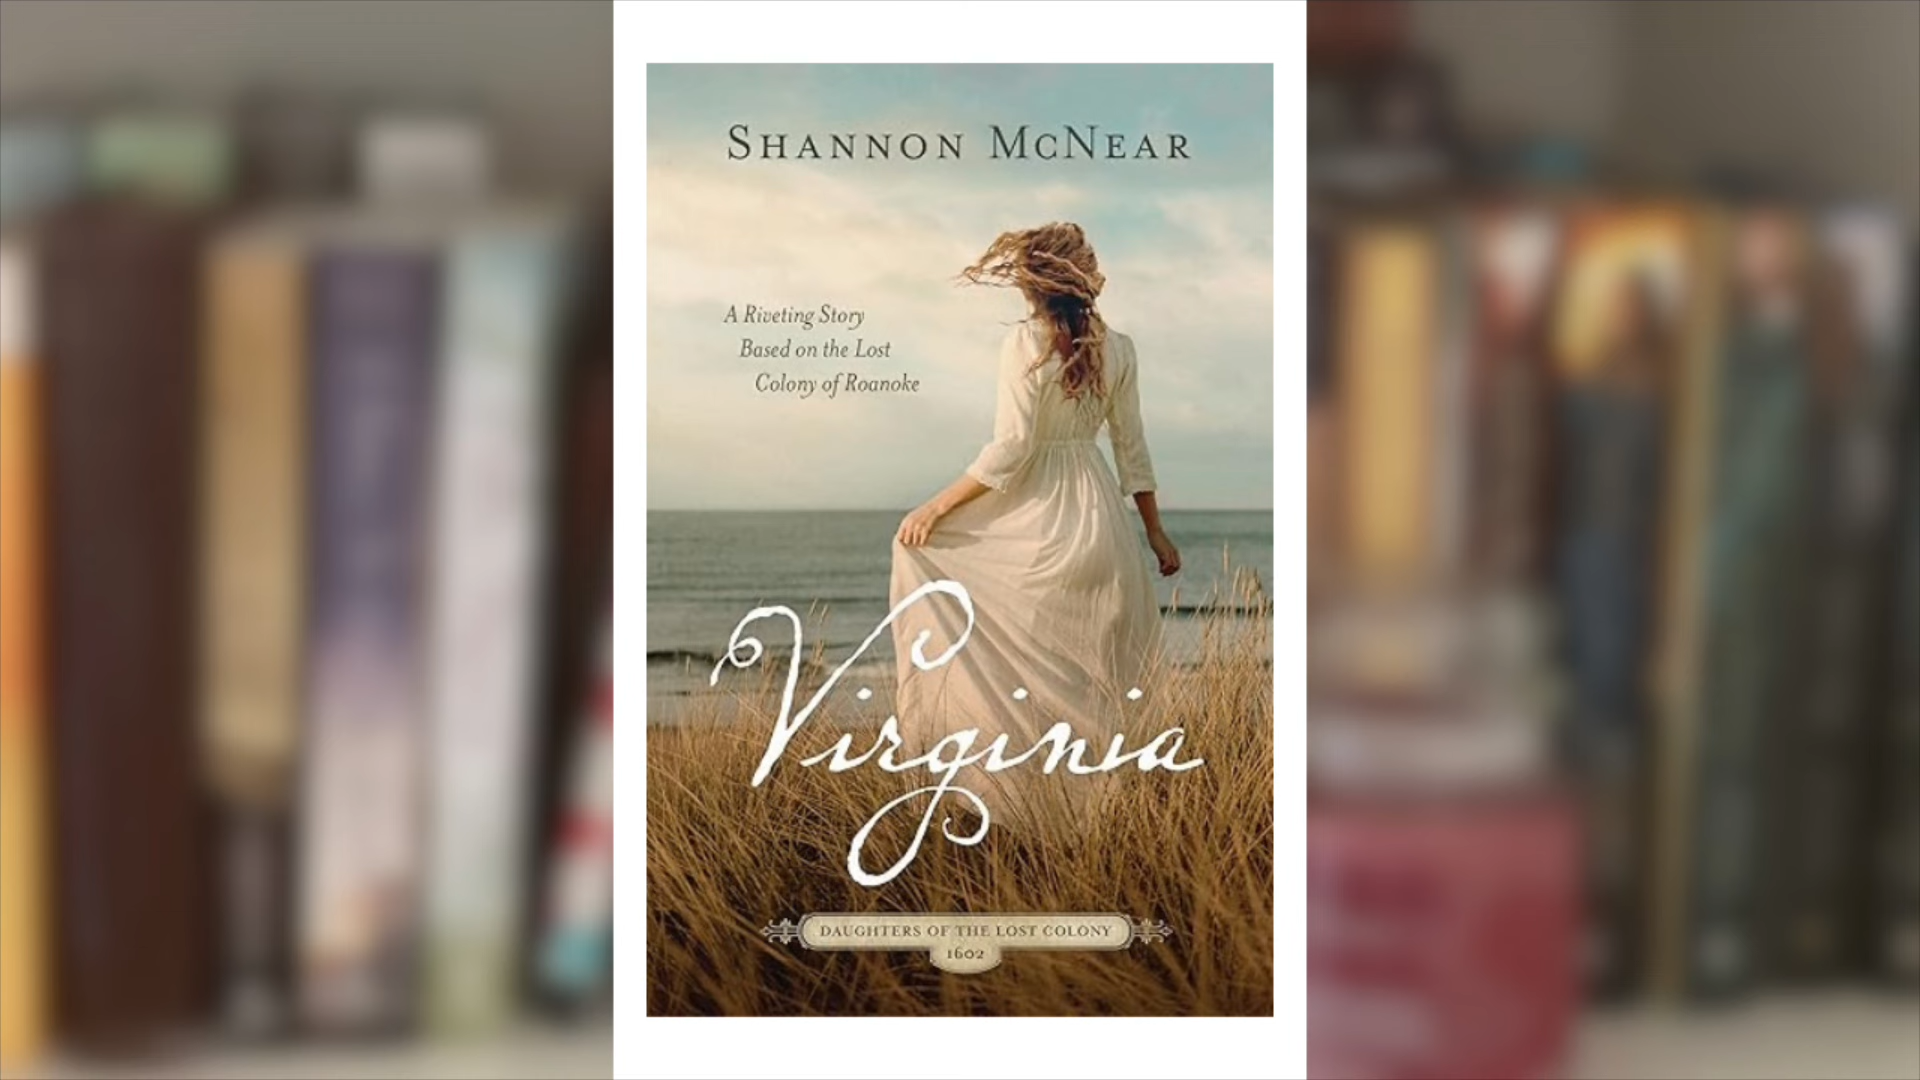 SHANNON MCNEAR
A Riveting Story
Based on the Lost
Colony of Roanoke
Virginia
DAUGHTERS OF THE LOST COLONY
1602